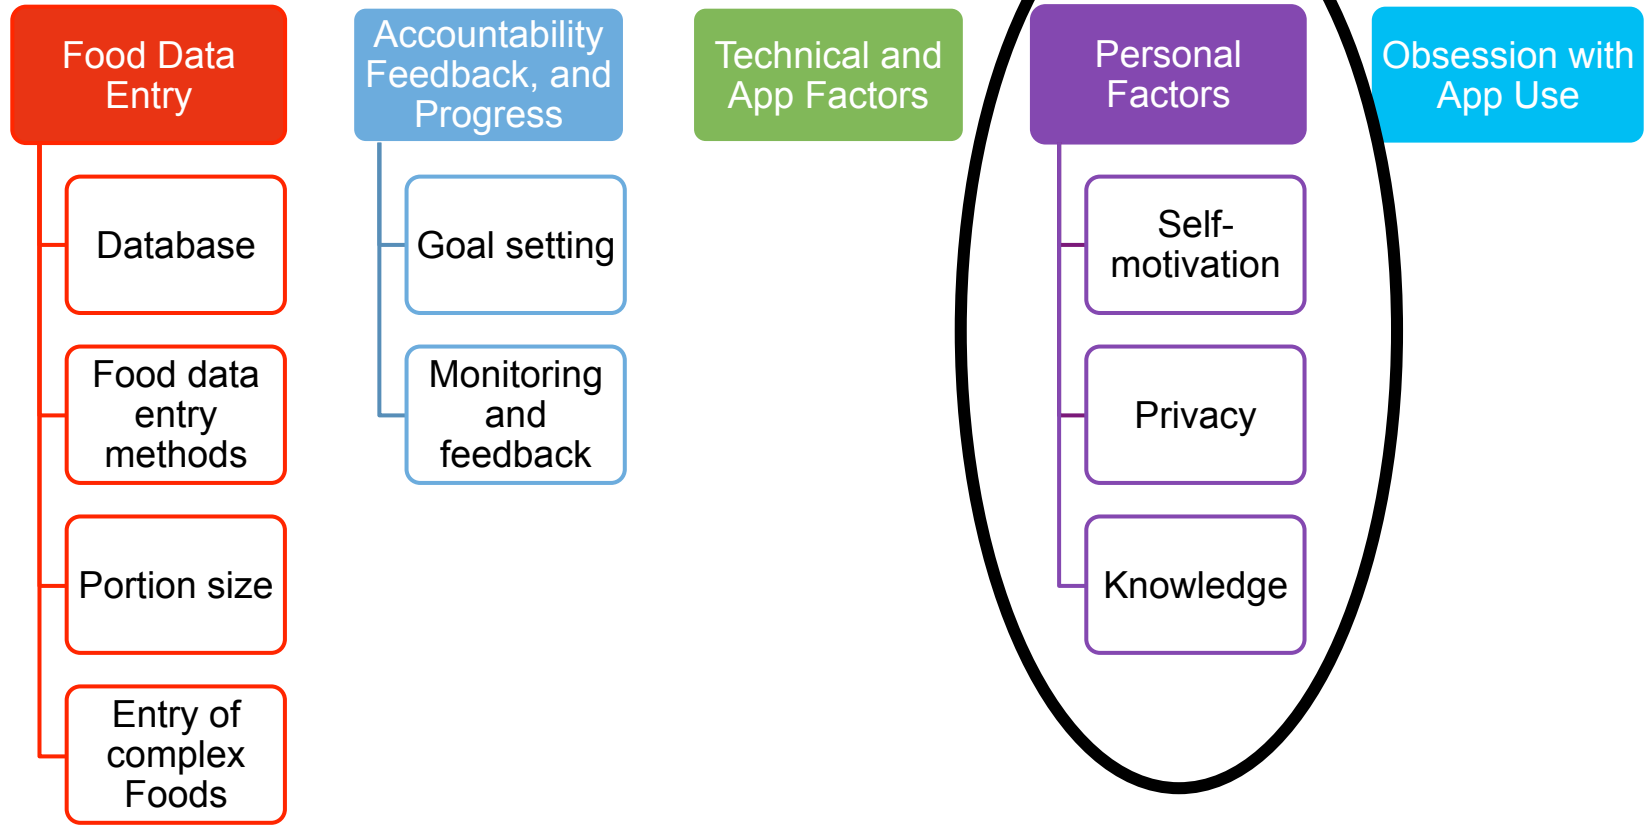 Food Data
Entry
Database
Food data
entry
methods
Portion size
Entry of
complex
Foods
Accountability
Feedback, and
Progress
Goal setting
Monitoring
and
feedback
Technical and
App Factors
Personal
Factors
Self-
motivation
Privacy
Knowledge
Obsession with
App Use